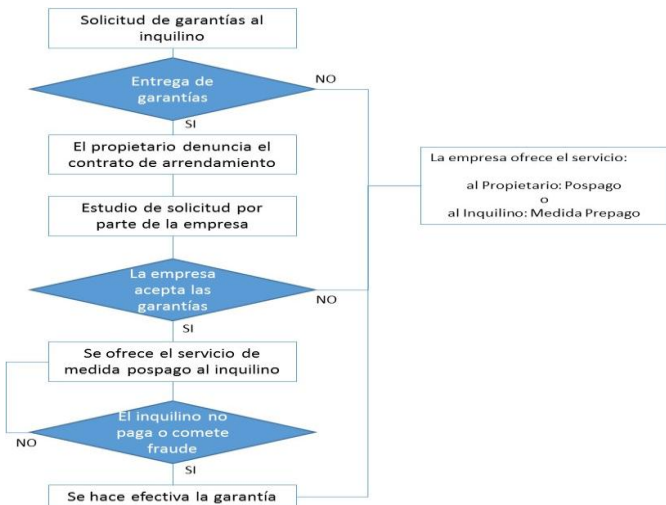 Solicitud de garantías al
inquilino
Entrega de
garantías
NO
SI
El propietario denuncia el
contrato de arrendamiento
Estudio de solicitud por
parte de la empresa
La empresa ofrece el servicio:
al Propietario: Pospago
o
al Inquilino: Medida Prepago
La empresa
acepta las
garantías
NO
SI
Se ofrece el servicio de
medida pospago al inquilino
El inquilino no
paga o comete
fraude
NO
SI
Se hace efectiva la garantía